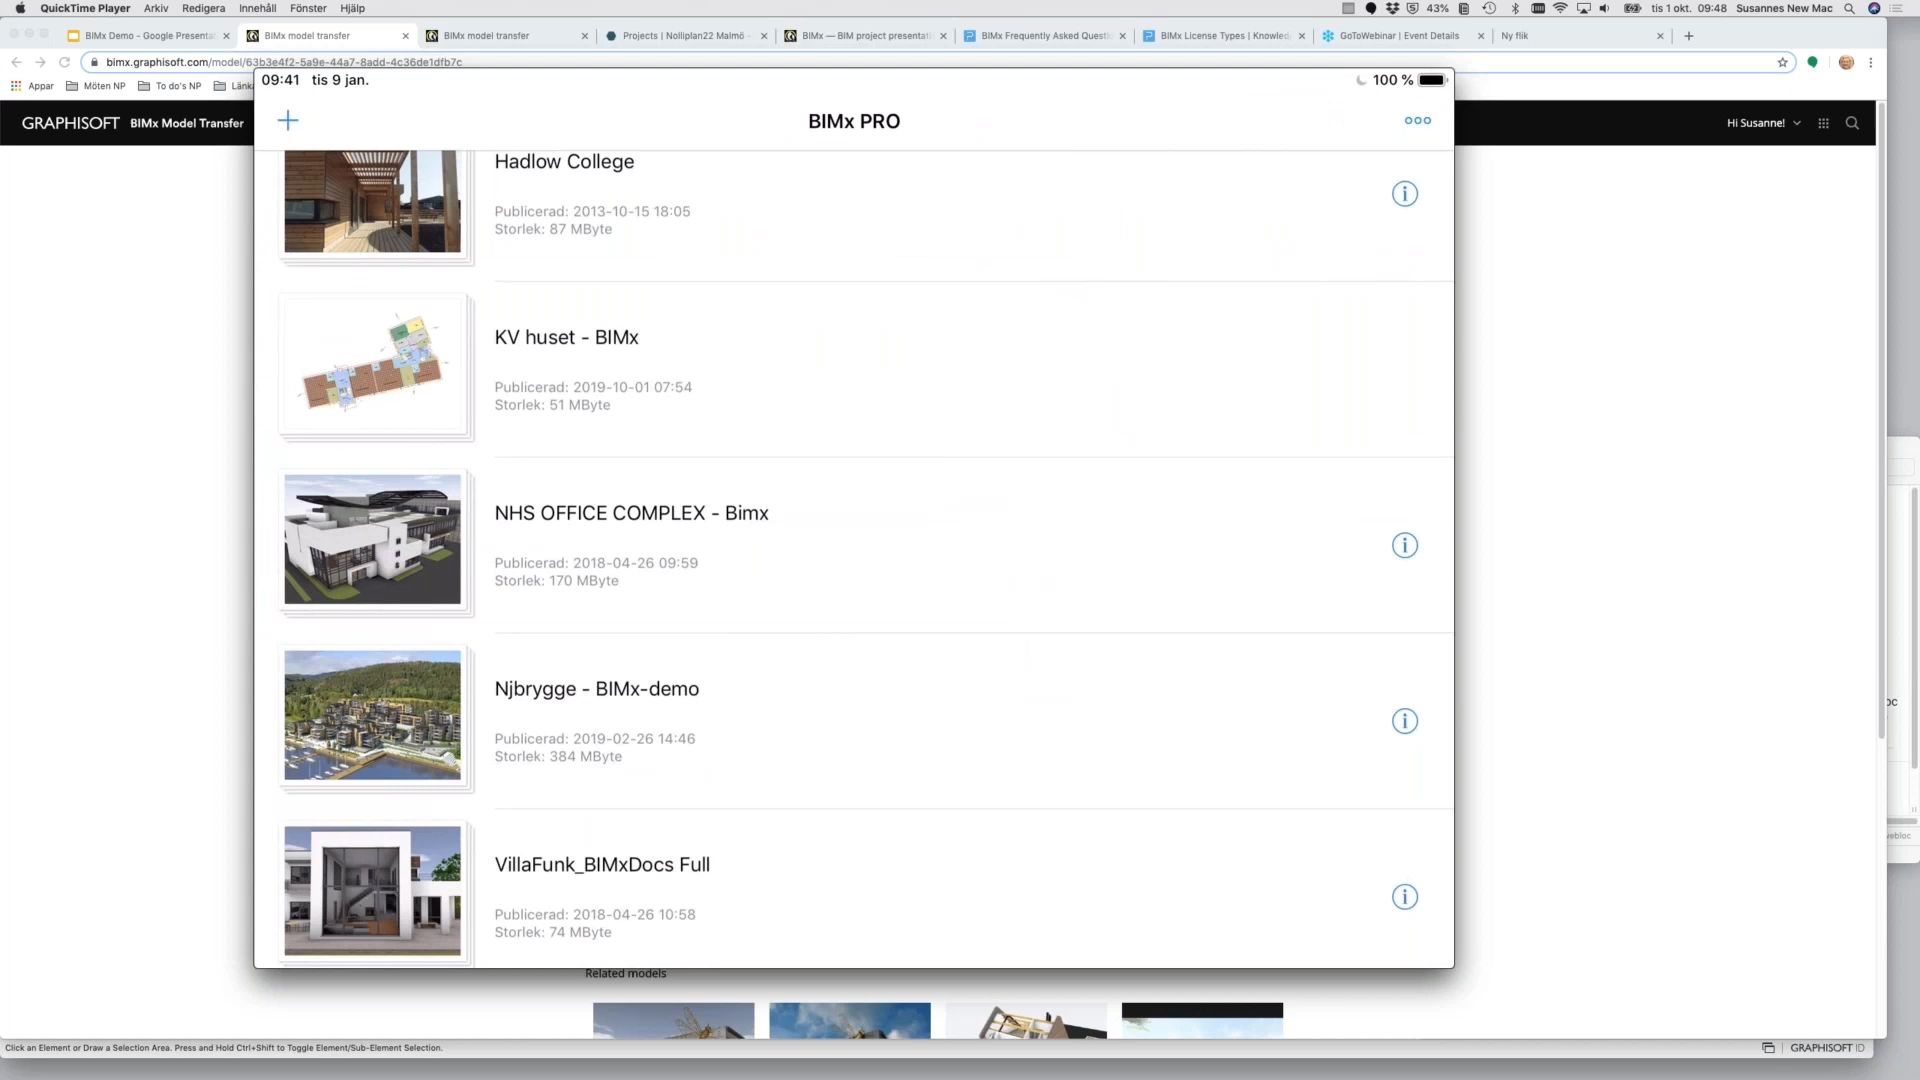 QuickTime Player Arkiv Redigera Innehåll Fönster Hjälp 43% tis 1 okt. 09:48 Susannes New Mac
BIMx Demo - Google Presentat BIMx model transfer BIMx model transfer Projects | Nolliplan22 Malmö - BIMx — BIM project presentati BIMx Frequently Asked Questi BIMx License Types | Knowled GoToWebinar | Event Details Ny flik
bimx.graphisoft.com/model/63b3e4f2-5a9e-44a7-8add-4c36de1dfb7c
Appar Möten NP To do's NP Länk
09:41 tis 9 jan. 100 %
GRAPHISOFT BIMx Model Transfer Hi Susanne!
BIMx PRO
Hadlow College
Publicerad: 2013-10-15 18:05
Storlek: 87 MByte
KV huset - BIMx
Publicerad: 2019-10-01 07:54
Storlek: 51 MByte
NHS OFFICE COMPLEX - Bimx
Publicerad: 2018-04-26 09:59
Storlek: 170 MByte
Njbrygge - BIMx-demo
Publicerad: 2019-02-26 14:46
Storlek: 384 MByte
VillaFunk_BIMxDocs Full
Publicerad: 2018-04-26 10:58
Storlek: 74 MByte
Related models
Click an Element or Draw a Selection Area. Press and Hold Ctrl+Shift to Toggle Element/Sub-Element Selection.
GRAPHISOFT ID